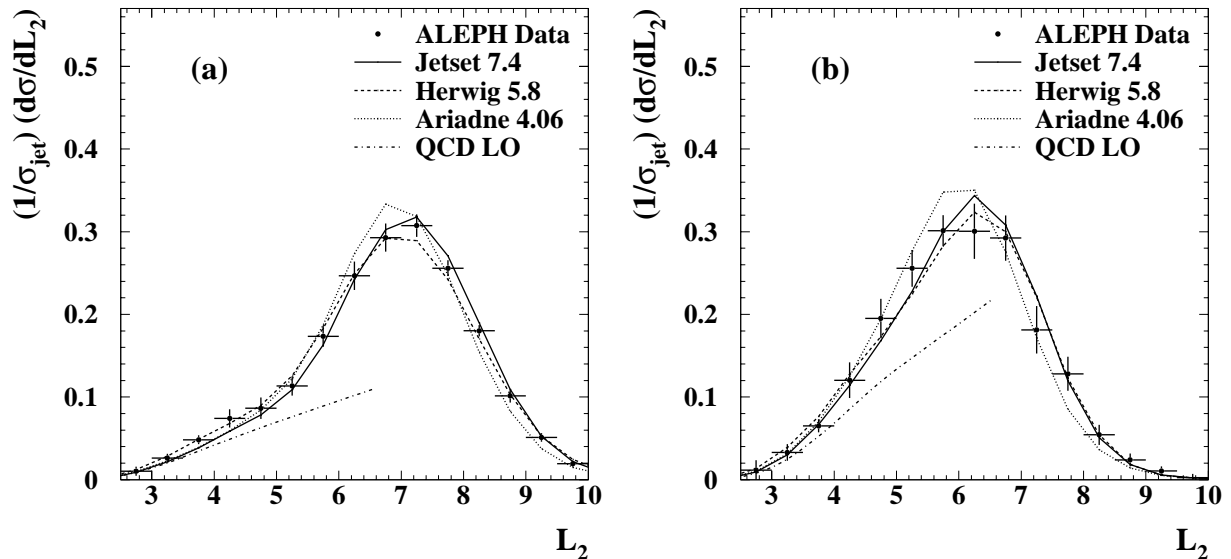 (1/σ_jet) (dσ/dL₂)
0.5
0.4
0.3
0.2
0.1
0
(a)
ALEPH Data
Jetset 7.4
Herwig 5.8
Ariadne 4.06
QCD LO
3 4 5 6 7 8 9 10
L₂
(1/σ_jet) (dσ/dL₂)
0.5
0.4
0.3
0.2
0.1
0
(b)
ALEPH Data
Jetset 7.4
Herwig 5.8
Ariadne 4.06
QCD LO
3 4 5 6 7 8 9 10
L₂